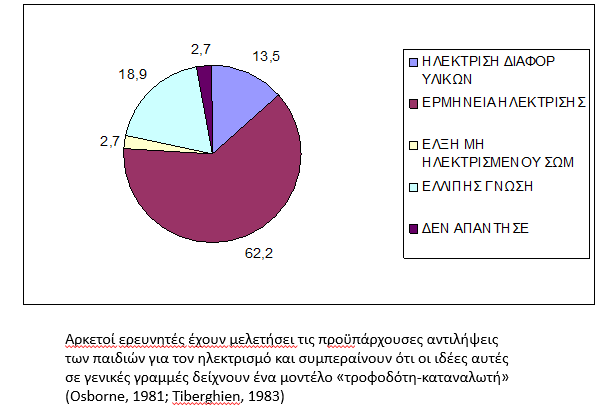 2,7
13,5
18,9
2,7
62,2
ΗΛΕΚΤΡΙΣΗ ΔΙΑΦΟΡ
ΥΛΙΚΩΝ
ΕΡΜΗΝΕΙΑ ΗΛΕΚΤΡΙΣΗΣ
ΕΛΞΗ ΜΗ
ΗΛΕΚΤΡΙΣΜΕΝΟΥ ΣΩΜ
ΕΛΛΙΠΗΣ ΓΝΩΣΗ
ΔΕΝ ΑΠΑΝΤΗΣΕ
Αρκετοί ερευνητές έχουν μελετήσει τις προϋπάρχουσες αντιλήψεις
των παιδιών για τον ηλεκτρισμό και συμπεραίνουν ότι οι ιδέες αυτές
σε γενικές γραμμές δείχνουν ένα μοντέλο «τροφοδότη-καταναλωτή»
(Osborne, 1981; Tiberghien, 1983)